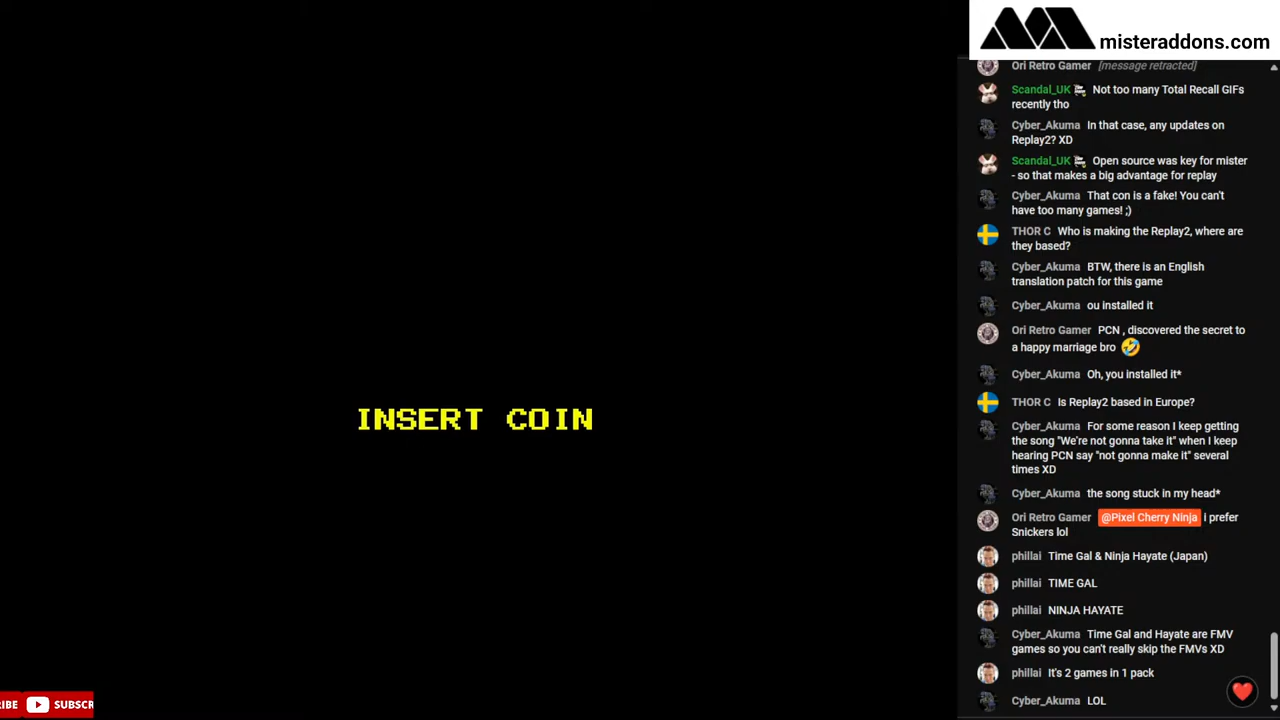 misteraddons.com
Ori Retro Gamer [message retracted]
Scandal_UK Not too many Total Recall GIFs
recently tho
Cyber_Akuma In that case, any updates on
Replay2? XD
Scandal_UK Open source was key for mister
- so that makes a big advantage for replay
Cyber_Akuma That con is a fake! You can't
have too many games! ;)
THOR C Who is making the Replay2, where are
they based?
Cyber_Akuma BTW, there is an English
translation patch for this game
Cyber_Akuma ou installed it
Ori Retro Gamer PCN , discovered the secret to
a happy marriage bro 🤣
Cyber_Akuma Oh, you installed it*
THOR C Is Replay2 based in Europe?
Cyber_Akuma For some reason I keep getting
the song "We're not gonna take it" when I keep
hearing PCN say "not gonna make it" several
times XD
Cyber_Akuma the song stuck in my head*
Ori Retro Gamer @Pixel Cherry Ninja i prefer
Snickers lol
phillai Time Gal & Ninja Hayate (Japan)
phillai TIME GAL
phillai NINJA HAYATE
Cyber_Akuma Time Gal and Hayate are FMV
games so you can't really skip the FMVs XD
phillai It's 2 games in 1 pack
Cyber_Akuma LOL
INSERT COIN
IBE SUBSCR